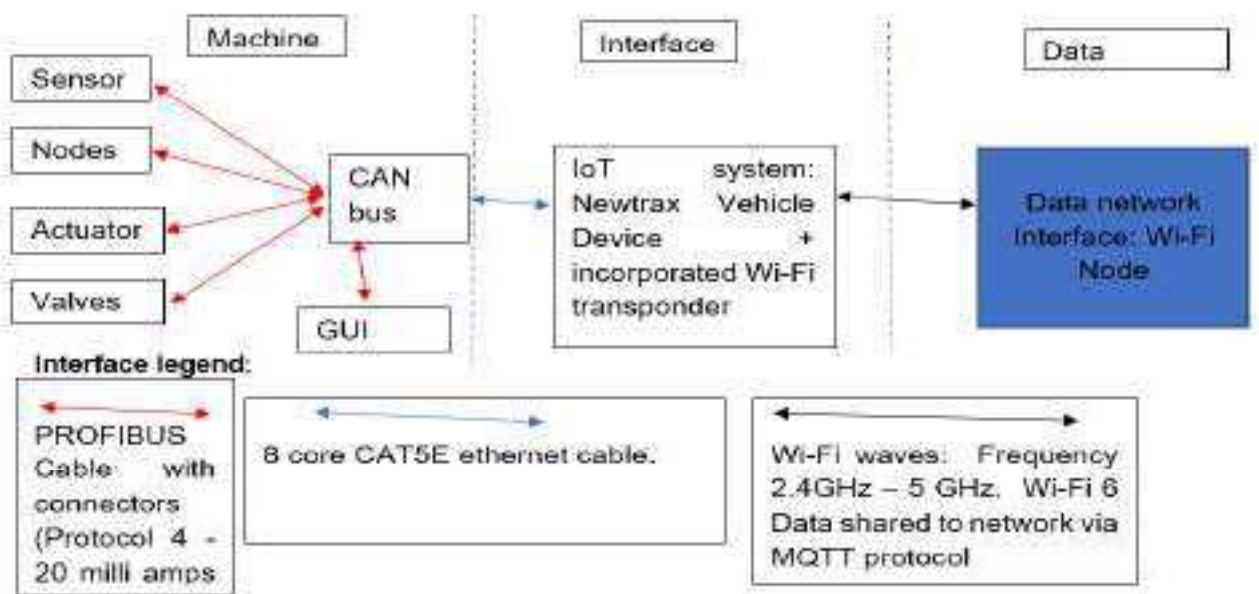 Machine
Interface
Data
Sensor
Nodes
Actuator
Valves
CAN
bus
GUI
IoT system:
Newtrax Vehicle
Device +
incorporated Wi-Fi
transponder
Data network
Interface: Wi-Fi
Node
Interface legend:
PROFIBUS
Cable with
connectors
(Protocol 4 -
20 milli amps
8 core CAT5E ethernet cable.
Wi-Fi waves: Frequency
2.4GHz – 5 GHz. Wi-Fi 6
Data shared to network via
MQTT protocol